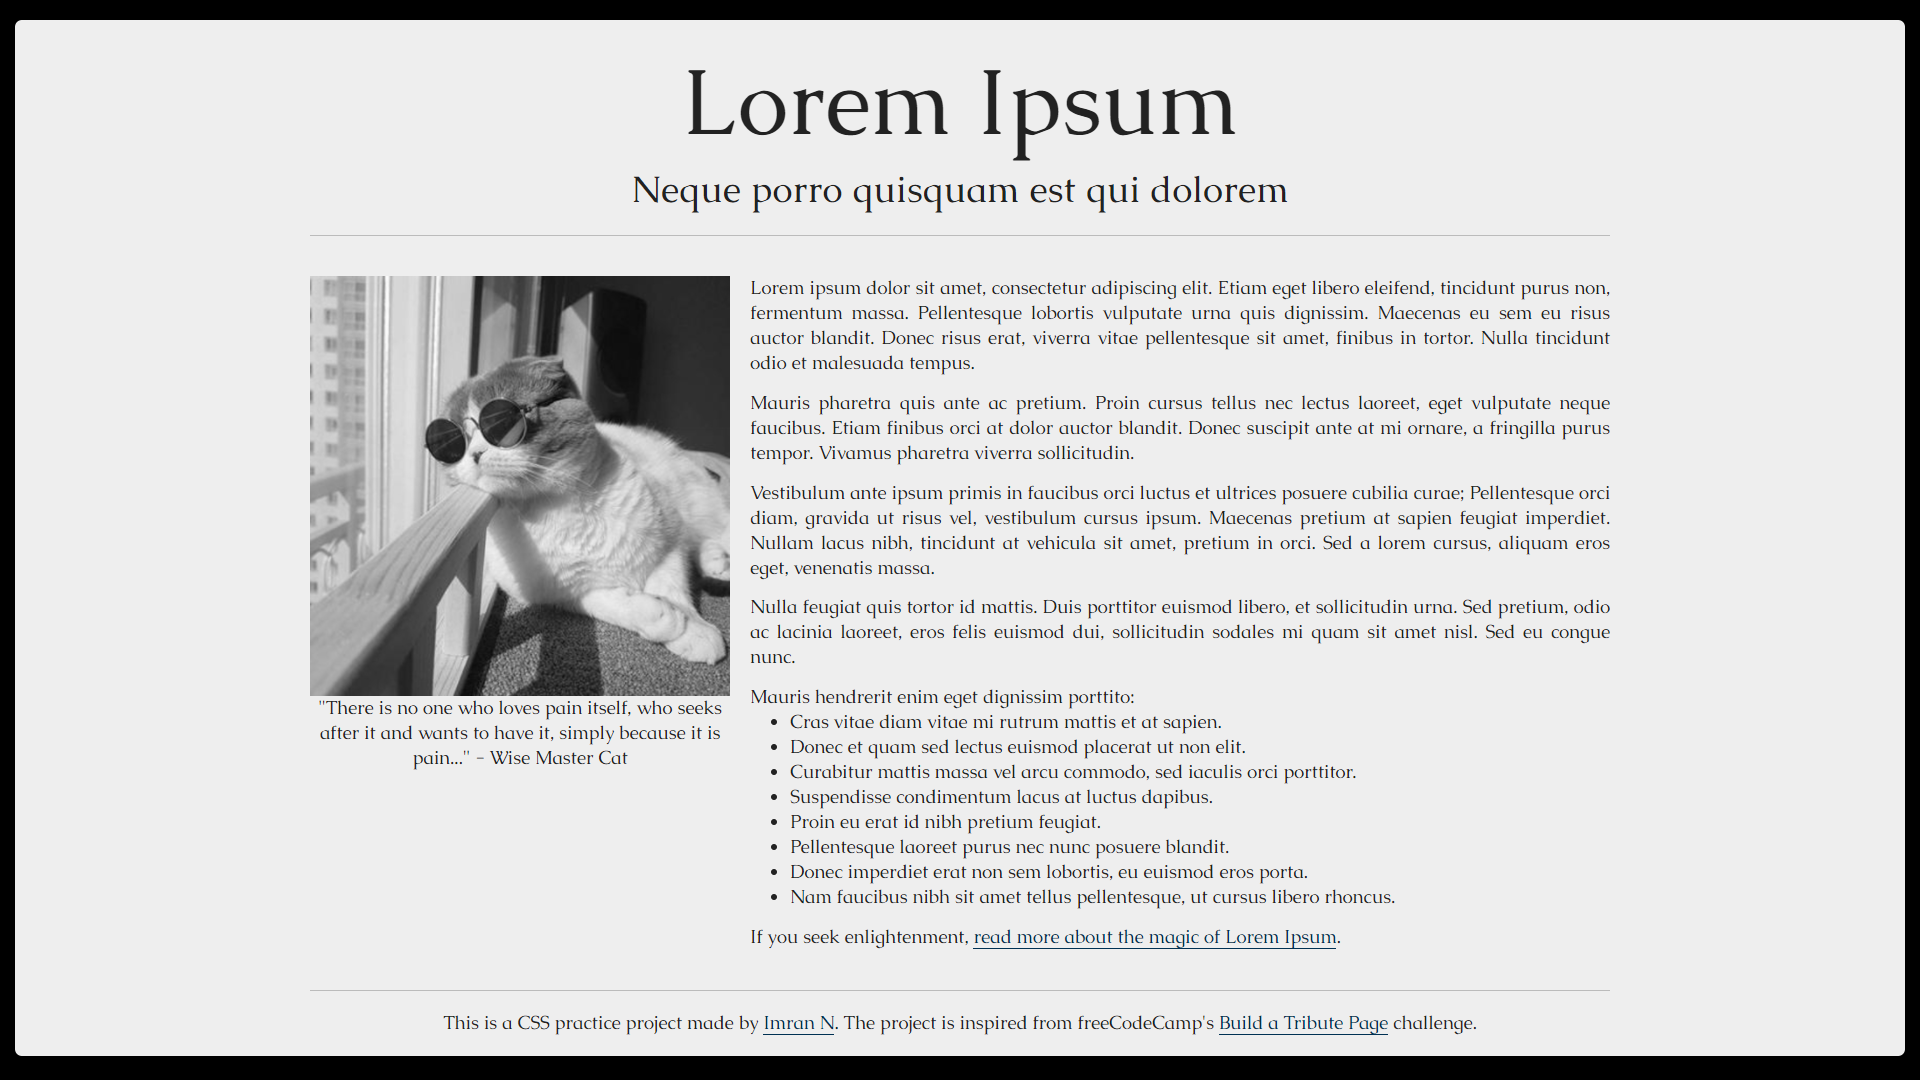 Lorem Ipsum
Neque porro quisquam est qui dolorem
"There is no one who loves pain itself, who seeks
after it and wants to have it, simply because it is
pain..." - Wise Master Cat
Lorem ipsum dolor sit amet, consectetur adipiscing elit. Etiam eget libero eleifend, tincidunt purus non,
fermentum massa. Pellentesque lobortis vulputate urna quis dignissim. Maecenas eu sem eu risus
auctor blandit. Donec risus erat, viverra vitae pellentesque sit amet, finibus in tortor. Nulla tincidunt
odio et malesuada tempus.
Mauris pharetra quis ante ac pretium. Proin cursus tellus nec lectus laoreet, eget vulputate neque
faucibus. Etiam finibus orci at dolor auctor blandit. Donec suscipit ante at mi ornare, a fringilla purus
tempor. Vivamus pharetra viverra sollicitudin.
Vestibulum ante ipsum primis in faucibus orci luctus et ultrices posuere cubilia curae; Pellentesque orci
diam, gravida ut risus vel, vestibulum cursus ipsum. Maecenas pretium at sapien feugiat imperdiet.
Nullam lacus nibh, tincidunt at vehicula sit amet, pretium in orci. Sed a lorem cursus, aliquam eros
eget, venenatis massa.
Nulla feugiat quis tortor id mattis. Duis porttitor euismod libero, et sollicitudin urna. Sed pretium, odio
ac lacinia laoreet, eros felis euismod dui, sollicitudin sodales mi quam sit amet nisl. Sed eu congue
nunc.
Mauris hendrerit enim eget dignissim porttito:
• Cras vitae diam vitae mi rutrum mattis et at sapien.
• Donec et quam sed lectus euismod placerat ut non elit.
• Curabitur mattis massa vel arcu commodo, sed iaculis orci porttitor.
• Suspendisse condimentum lacus at luctus dapibus.
• Proin eu erat id nibh pretium feugiat.
• Pellentesque laoreet purus nec nunc posuere blandit.
• Donec imperdiet erat non sem lobortis, eu euismod eros porta.
• Nam faucibus nibh sit amet tellus pellentesque, ut cursus libero rhoncus.
If you seek enlightenment, read more about the magic of Lorem Ipsum.
This is a CSS practice project made by Imran N. The project is inspired from freeCodeCamp's Build a Tribute Page challenge.